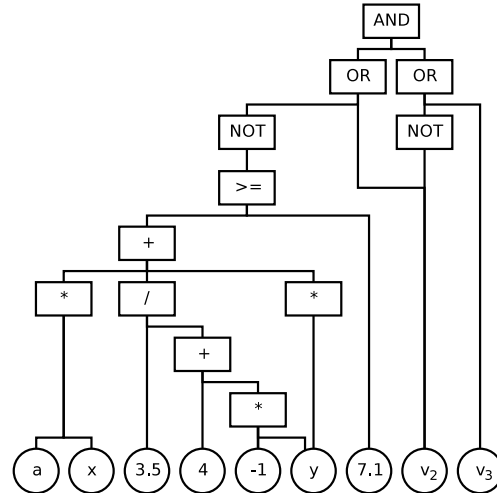 AND
OR OR
NOT NOT
>=
+
* / *
+
*
a x 3.5 4 -1 y 7.1 v₂ v₃